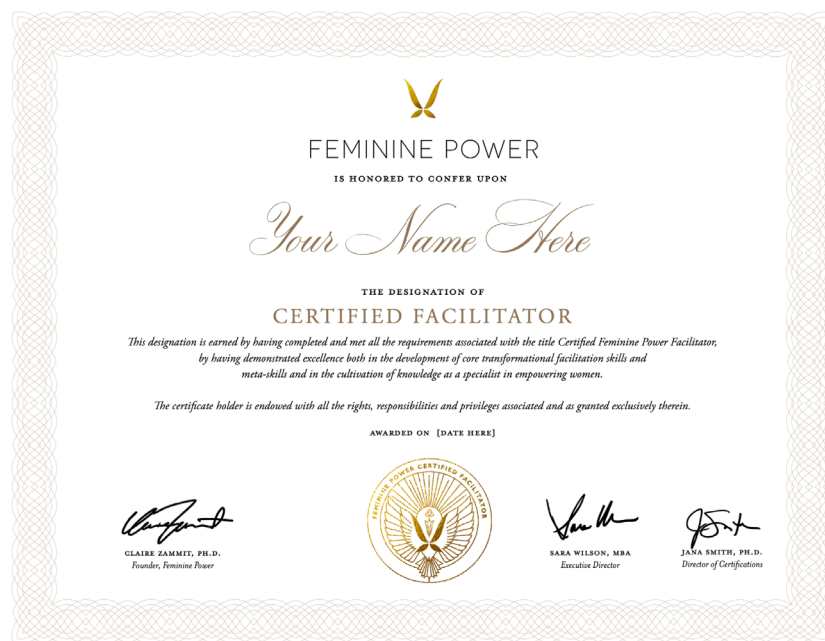 FEMININE POWER
IS HONORED TO CONFER UPON
Your Name Here
THE DESIGNATION OF
CERTIFIED FACILITATOR
This designation is earned by having completed and met all the requirements associated with the title Certified Feminine Power Facilitator,
by having demonstrated excellence both in the development of core transformational facilitation skills and
meta-skills and in the cultivation of knowledge as a specialist in empowering women.
The certificate holder is endowed with all the rights, responsibilities and privileges associated and as granted exclusively therein.
AWARDED ON [DATE HERE]
FEMININE POWER CERTIFIED FACILITATOR
CLAIRE ZAMMIT, PH.D.
Founder, Feminine Power
SARA WILSON, MBA
Executive Director
JANA SMITH, PH.D.
Director of Certifications